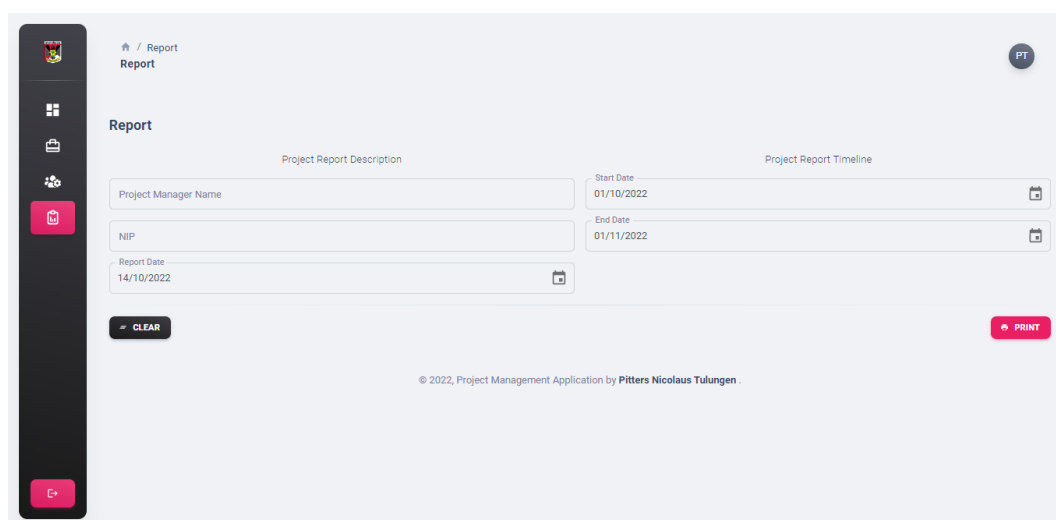 / Report
Report
PT
Report
Project Report Description
Project Manager Name
NIP
Report Date
14/10/2022
Project Report Timeline
Start Date
01/10/2022
End Date
01/11/2022
CLEAR
PRINT
© 2022, Project Management Application by Pitters Nicolaus Tulungen .